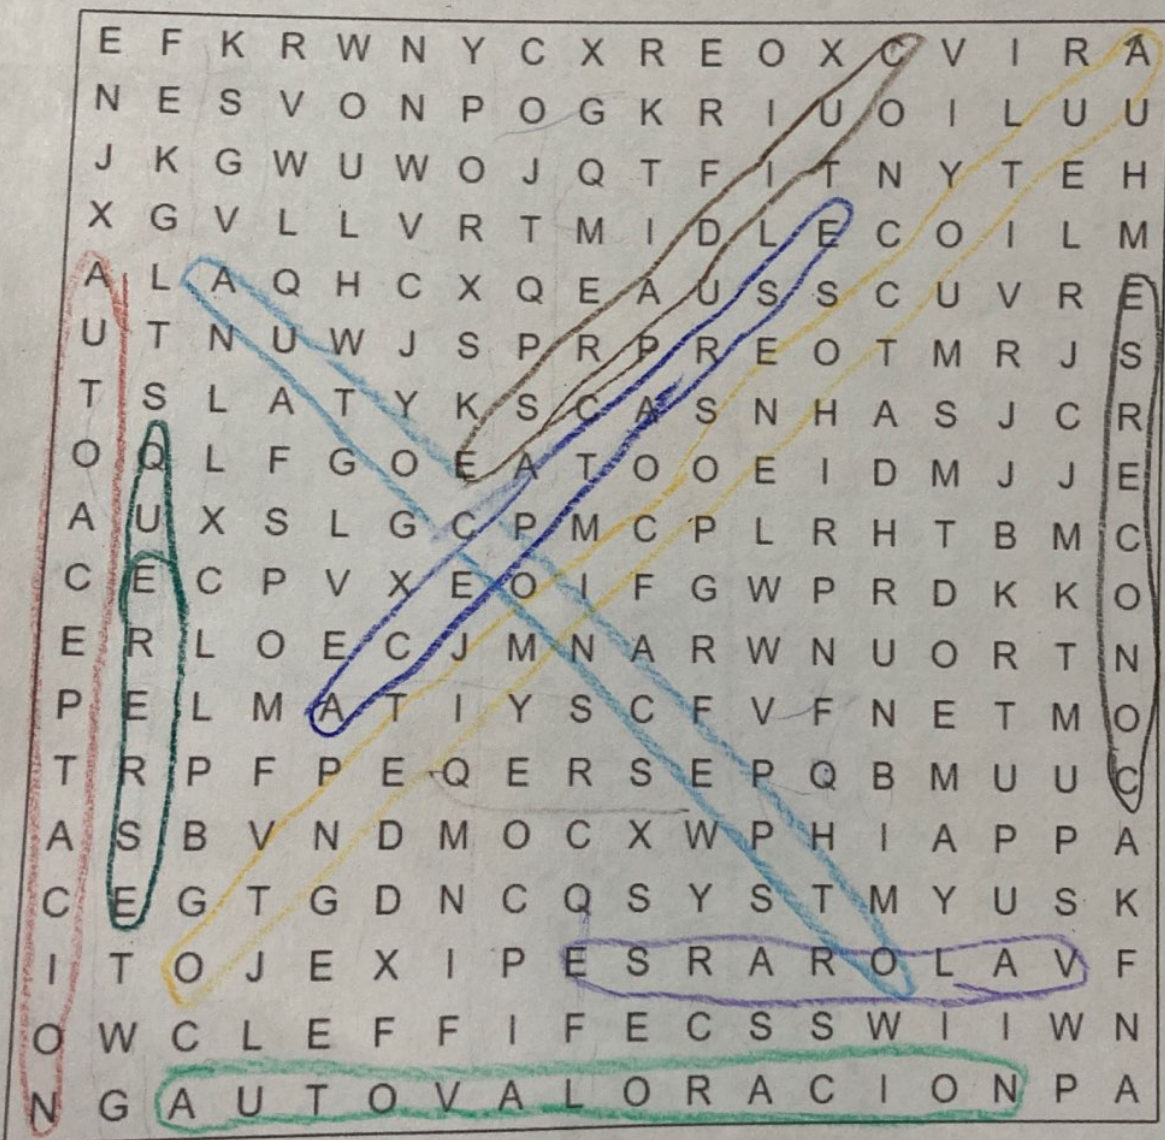 E F K R W N Y C X R E O X C V I R A
N E S V O N P O G K R I U O I L U U
J K G W U W O J Q T F I T N Y T E H
X G V L L V R T M I D L E C O I L M
A L A Q H C X Q E A U S S C U V R E
U T N U W J S P R P R E O T M R J S
T S L A T Y K S C A S N H A S J C R
O Q L F G O E A T O O E I D M J J E
A U X S L G C P M C P L R H T B M C
C E C P V X E O I F G W P R D K K O
E R L O E C J M N A R W N U O R T N
P E L M A T I Y S C F V F N E T M O
T R P F P E Q E R S E P Q B M U U C
A S B V N D M O C X W P H I A P P A
C E G T G D N C Q S Y S T M Y U S K
I T O J E X I P E S R A R O L A V F
O W C L E F F I F E C S S W I I W N
N G A U T O V A L O R A C I O N P A